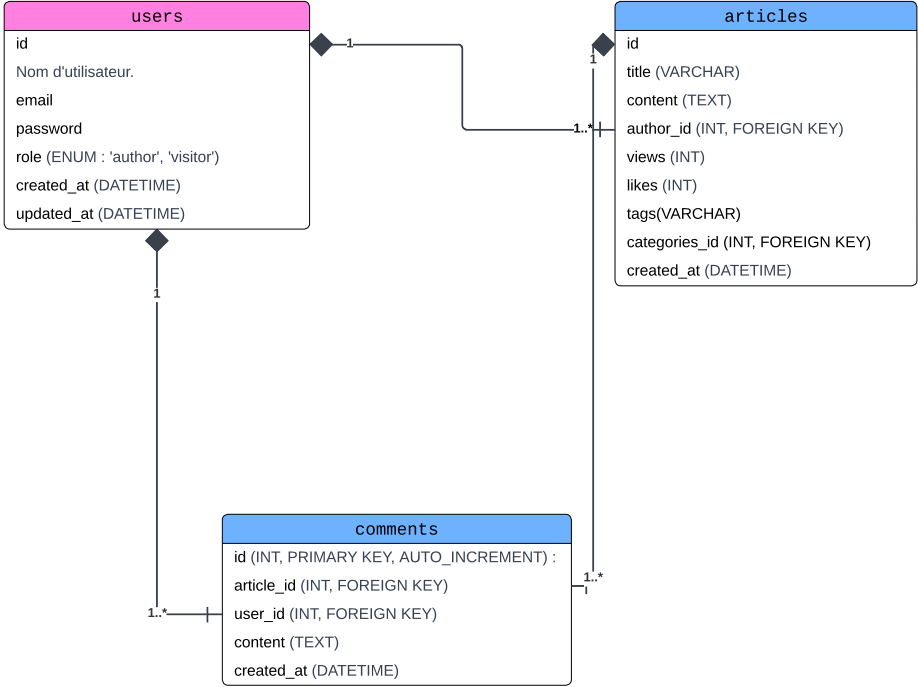 users
id
Nom d'utilisateur.
email
password
role (ENUM : 'author', 'visitor')
created_at (DATETIME)
updated_at (DATETIME)
1
1
1..*
articles
id
title (VARCHAR)
content (TEXT)
author_id (INT, FOREIGN KEY)
views (INT)
likes (INT)
tags(VARCHAR)
categories_id (INT, FOREIGN KEY)
created_at (DATETIME)
1
1..*
1..*
comments
id (INT, PRIMARY KEY, AUTO_INCREMENT) :
article_id (INT, FOREIGN KEY)
user_id (INT, FOREIGN KEY)
content (TEXT)
created_at (DATETIME)